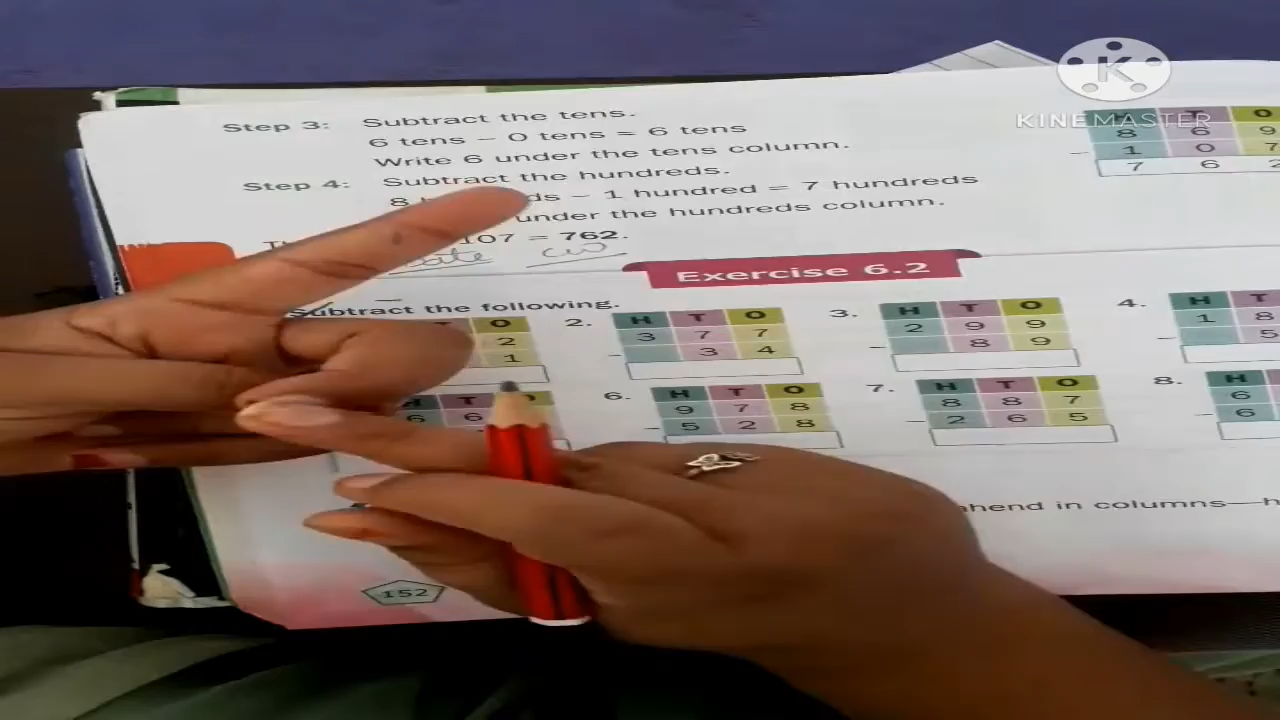 Step 3: Subtract the tens.
6 tens – 0 tens = 6 tens
Write 6 under the tens column.
Step 4: Subtract the hundreds.
8 – 1 hundred = 7 hundreds
under the hundreds column.
107 = 762.
cw
H T O
8 6 9
– 1 0 7
7 6 2
KINEMASTER
Exercise 6.2
Subtract the following.
O
2
1
2. H T O
3 7 7
– 3 4
3. H T O
2 9 9
– 8 9
4. H T
1 8
– 5
H T O
6 6
6. H T O
9 7 8
– 5 2 8
7. H T O
8 8 7
– 2 6 5
8. H T
6
– 6
in columns—
152